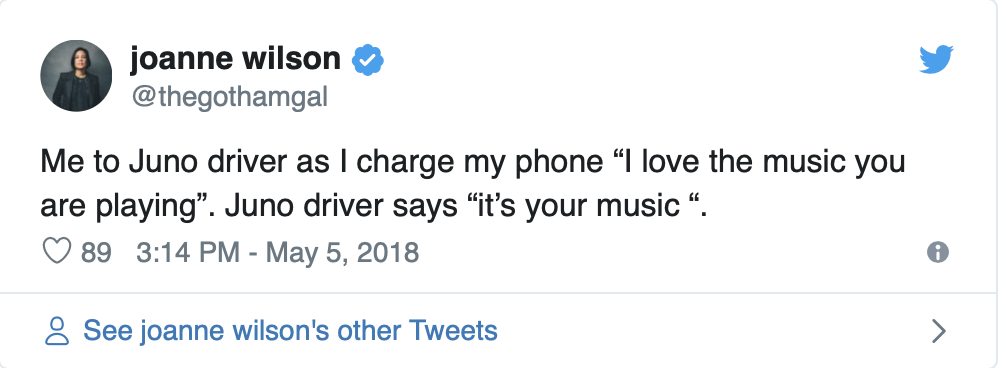 joanne wilson
@thegothamgal
Me to Juno driver as I charge my phone “I love the music you
are playing”. Juno driver says “it’s your music “.
89 3:14 PM - May 5, 2018
See joanne wilson's other Tweets